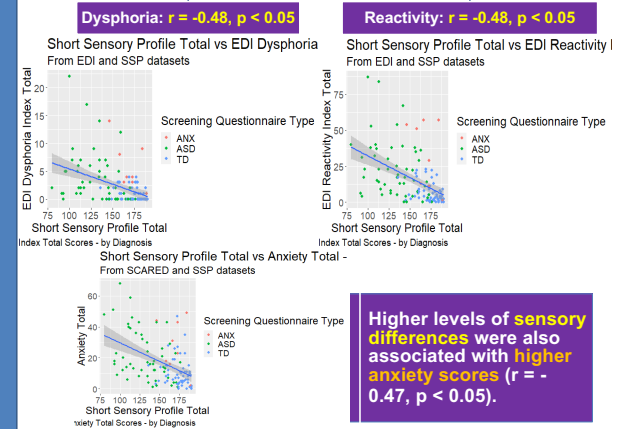 Dysphoria: r = -0.48, p < 0.05
Short Sensory Profile Total vs EDI Dysphoria
From EDI and SSP datasets
EDI Dysphoria Index Total
20
15
10
5
0
75 100 125 150 175
Short Sensory Profile Total
Index Total Scores - by Diagnosis
Screening Questionnaire Type
ANX
ASD
TD
Reactivity: r = -0.48, p < 0.05
Short Sensory Profile Total vs EDI Reactivity
From EDI and SSP datasets
EDI Reactivity Index Total
75
50
25
0
75 100 125 150 175
Short Sensory Profile Total
Index Total Scores - by Diagnosis
Screening Questionnaire Type
ANX
ASD
TD
Short Sensory Profile Total vs Anxiety Total -
From SCARED and SSP datasets
Anxiety Total
60
40
20
0
75 100 125 150 175
Short Sensory Profile Total
xiety Total Scores - by Diagnosis
Screening Questionnaire Type
ANX
ASD
TD
Higher levels of sensory
differences were also
associated with higher
anxiety scores (r = -
0.47, p < 0.05).